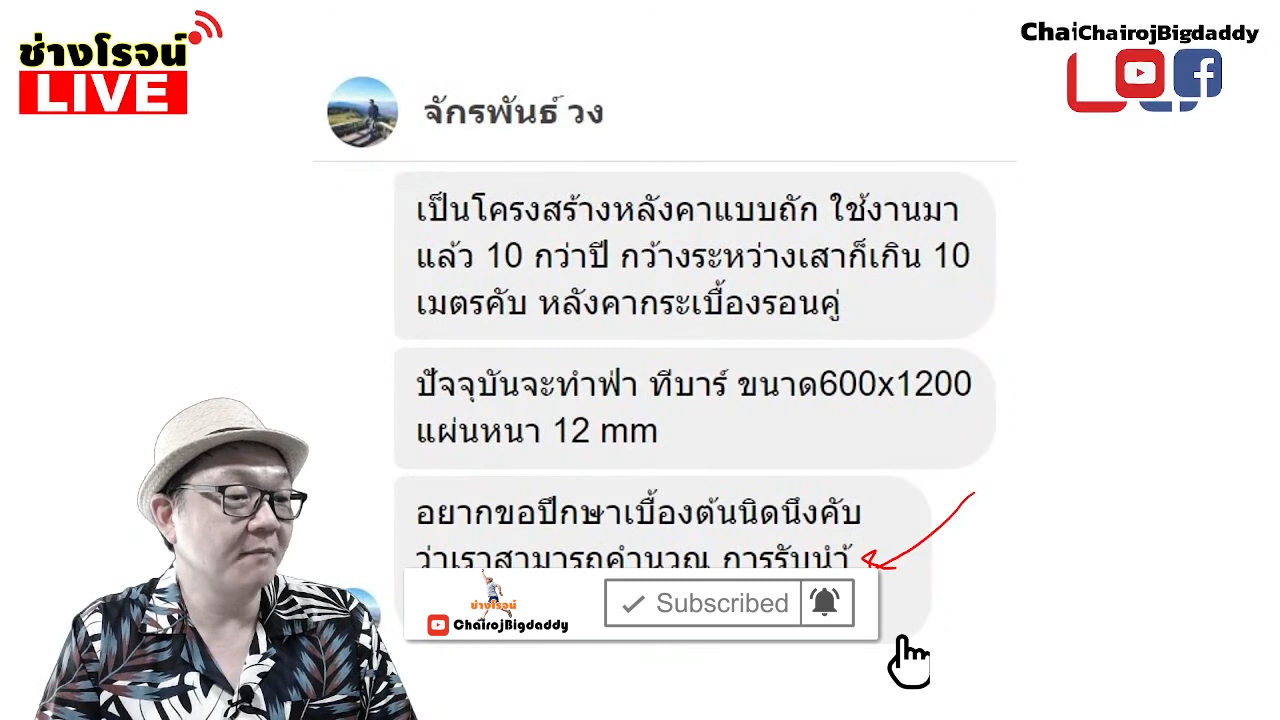 ช่างโรจน์
LIVE
ChairojBigdaddy
จักรพันธ์ วง
เป็นโครงสร้างหลังคาแบบถัก ใช้งานมา
แล้ว 10 กว่าปี กว้างระหว่างเสาก็เกิน 10
เมตรคับ หลังคากระเบื้องรอนคู่
ปัจจุบันจะทำฟ่า ทีบาร์ ขนาด600x1200
แผ่นหนา 12 mm
อยากขอปึกษาเบื้องต้นนิดนึงคับ
ว่าเราสามารถคำนวณ การรับนำ้
ช่างโรจน์
ChairojBigdaddy
Subscribed